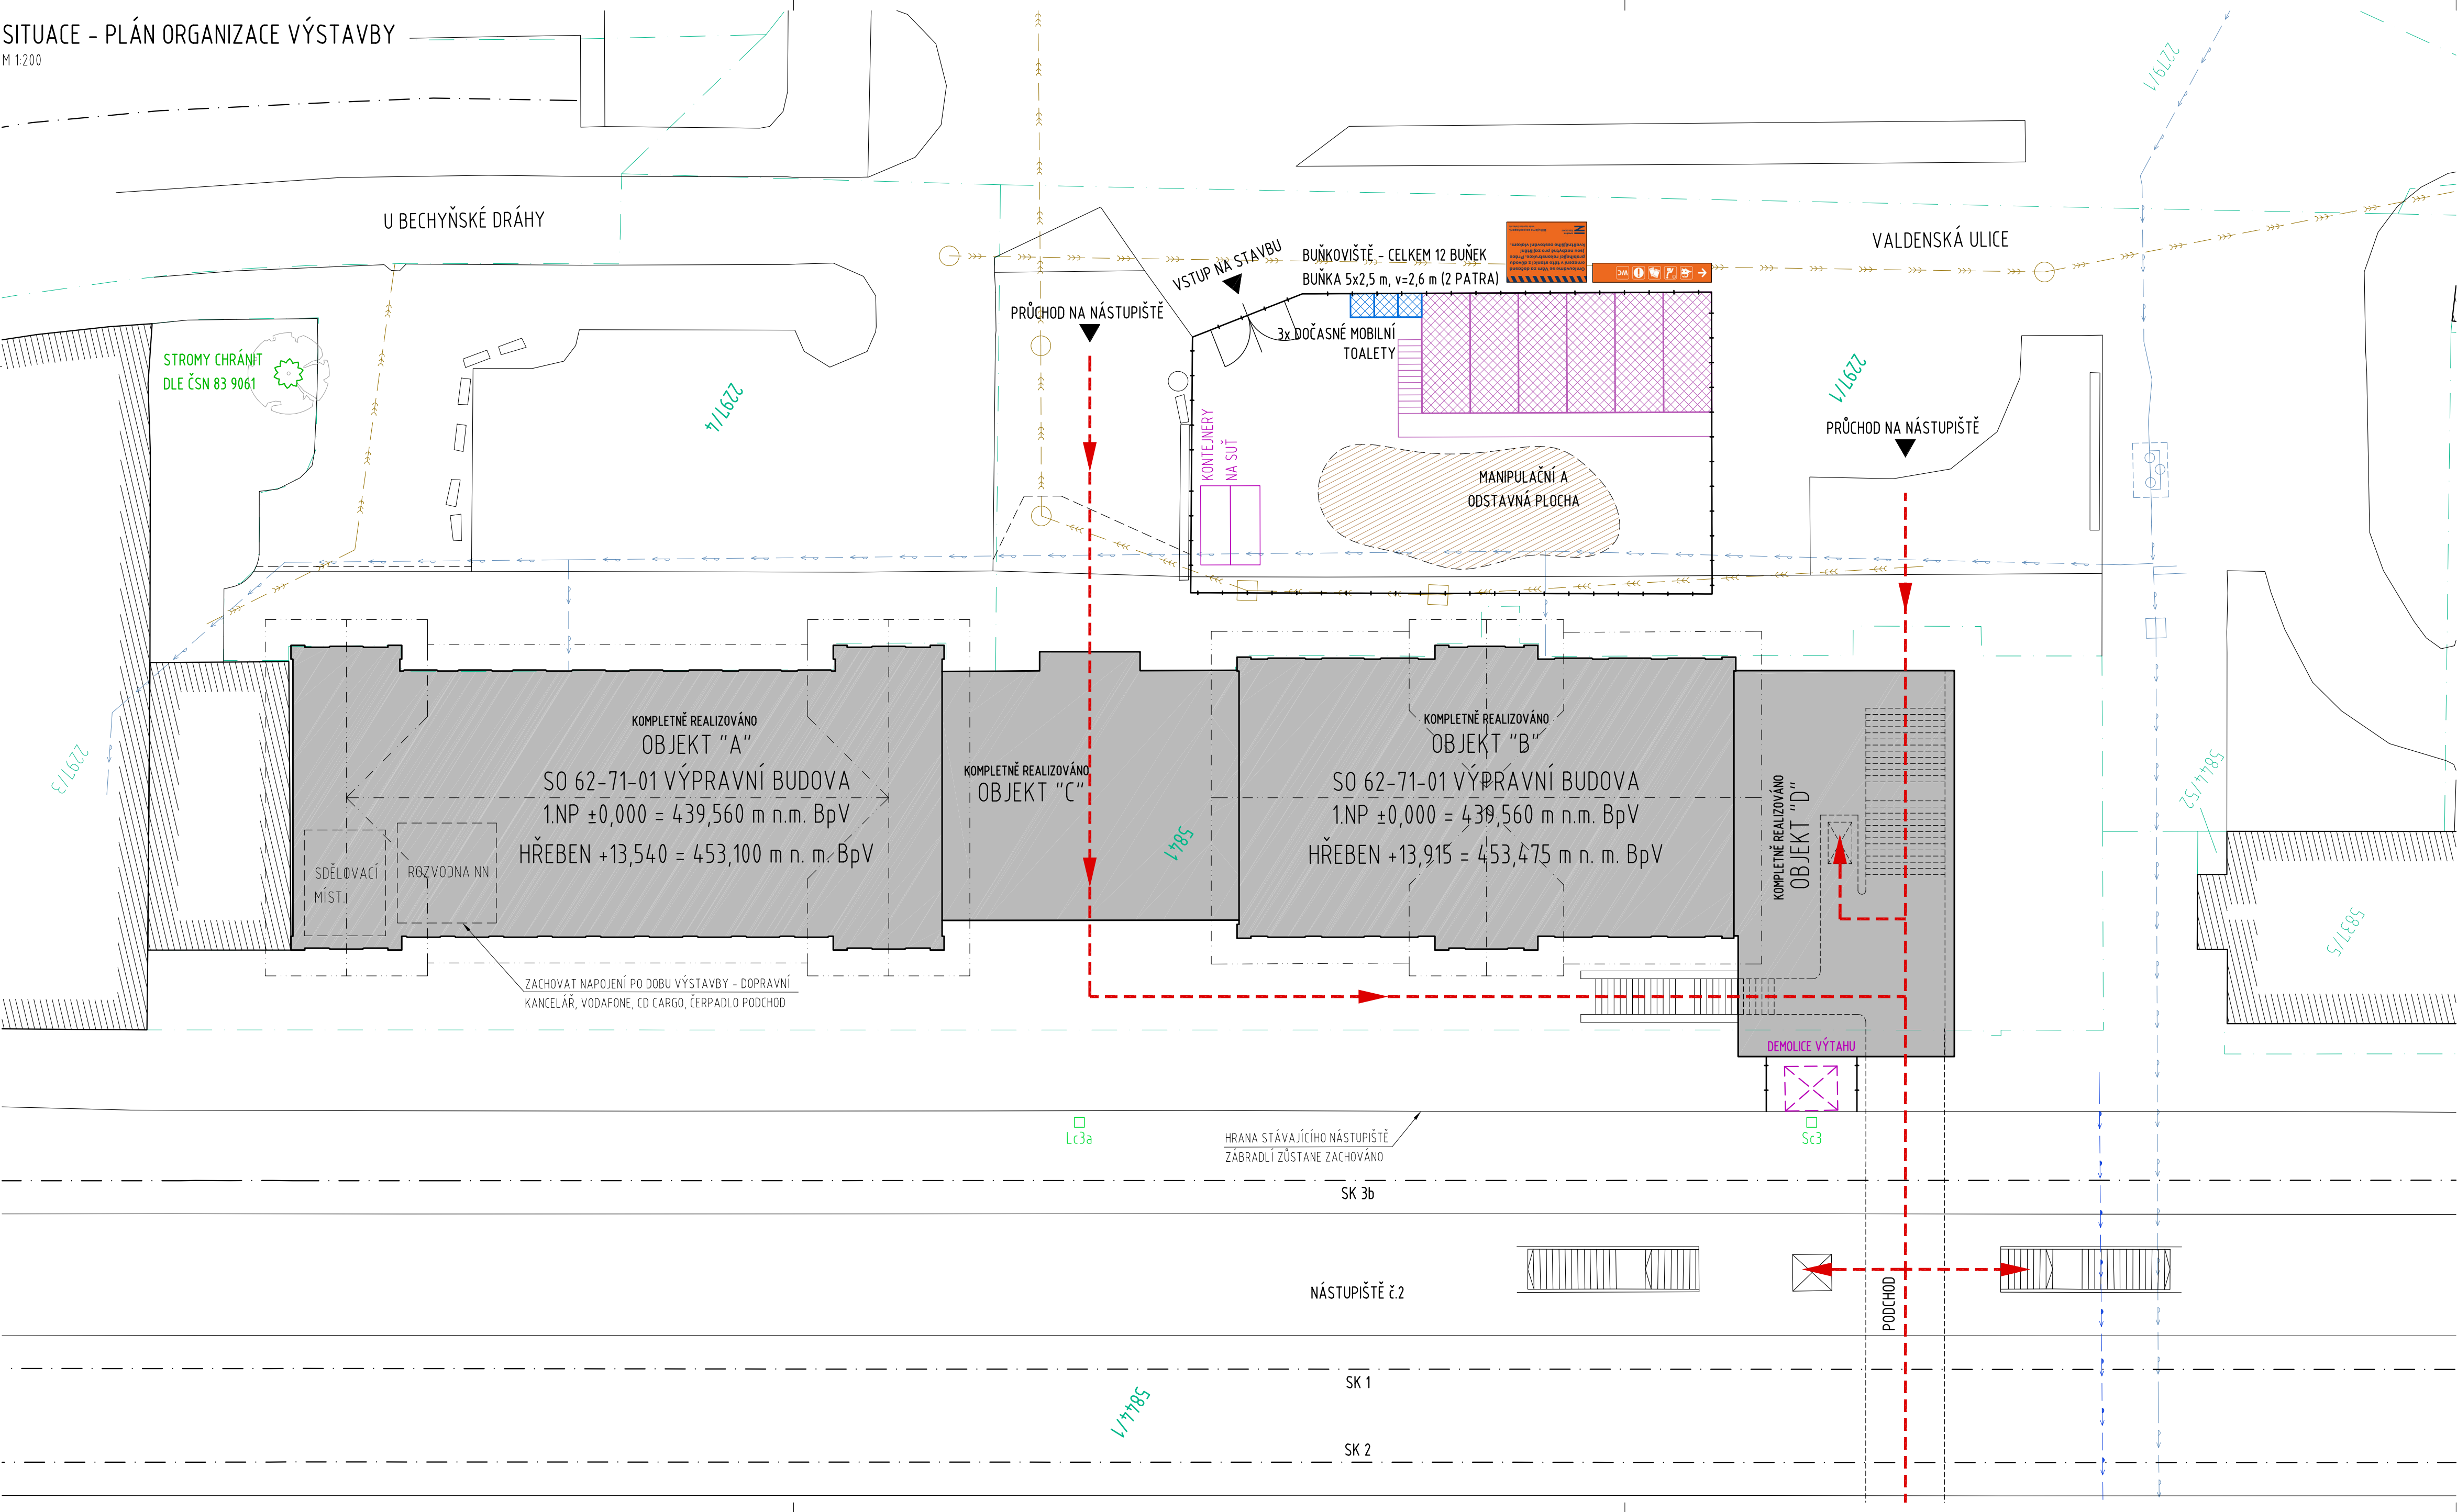 SITUACE - PLÁN ORGANIZACE VÝSTAVBY
M 1:200
2279/1
U BECHYŇSKÉ DRÁHY
VALDENSKÁ ULICE
VSTUP NA STAVBU
BUŇKOVIŠTĚ - CELKEM 12 BUŇEK
BUŇKA 5x2,5 m, v=2,6 m (2 PATRA)
WC
PRŮCHOD NA NÁSTUPIŠTĚ
3x DOČASNÉ MOBILNÍ
TOALETY
STROMY CHRÁNIT
DLE ČSN 83 9061
2297/4
2297/1
PRŮCHOD NA NÁSTUPIŠTĚ
KONTEJNERY
NA SUŤ
MANIPULAČNÍ A
ODSTAVNÁ PLOCHA
KOMPLETNĚ REALIZOVÁNO
OBJEKT "A"
SO 62-71-01 VÝPRAVNÍ BUDOVA
1.NP ±0,000 = 439,560 m n.m. BpV
HŘEBEN +13,540 = 453,100 m n. m. BpV
SDĚLOVACÍ
MÍST.
ROZVODNA NN
KOMPLETNĚ REALIZOVÁNO
OBJEKT "C"
5841
KOMPLETNĚ REALIZOVÁNO
OBJEKT "B"
SO 62-71-01 VÝPRAVNÍ BUDOVA
1.NP ±0,000 = 439,560 m n.m. BpV
HŘEBEN +13,915 = 453,475 m n. m. BpV
KOMPLETNĚ REALIZOVÁNO
OBJEKT "D"
2297/3
5844/52
5837/5
ZACHOVAT NAPOJENÍ PO DOBU VÝSTAVBY - DOPRAVNÍ
KANCELÁŘ, VODAFONE, CD CARGO, ČERPADLO PODCHOD
DEMOLICE VÝTAHU
Lc3a
HRANA STÁVAJÍCÍHO NÁSTUPIŠTĚ
ZÁBRADLÍ ZŮSTANE ZACHOVÁNO
Sc3
SK 3b
NÁSTUPIŠTĚ č.2
PODCHOD
SK 1
5844/1
SK 2